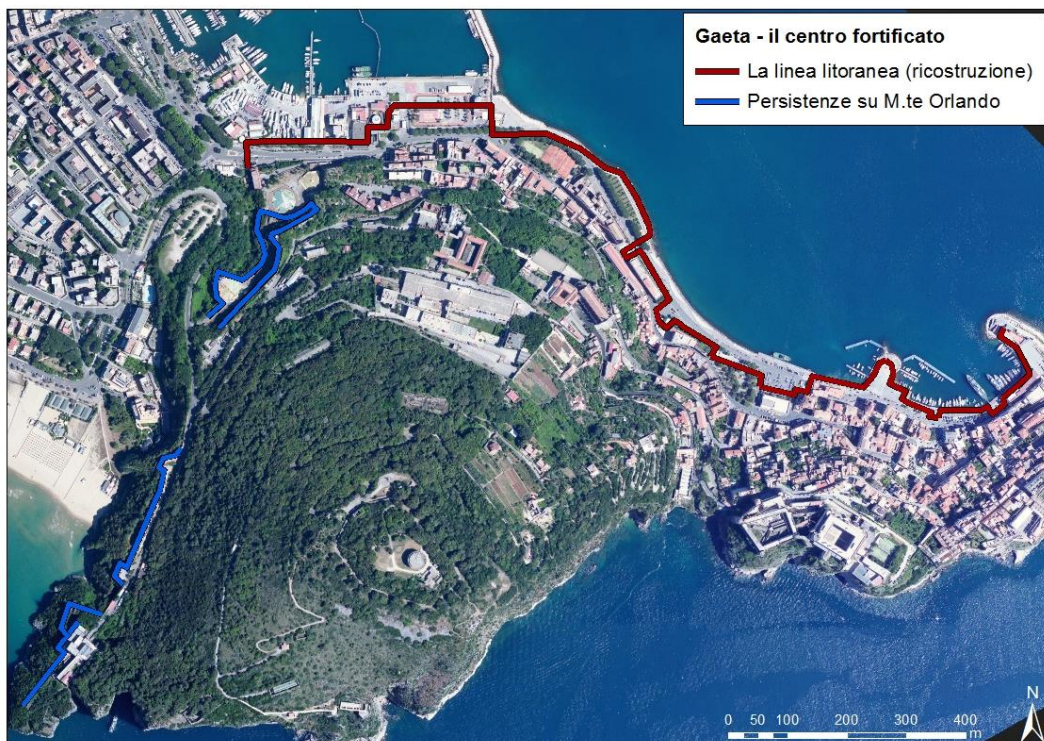 Gaeta - il centro fortificato
La linea litoranea (ricostruzione)
Persistenze su M.te Orlando
N
0 50 100 200 300 400
m